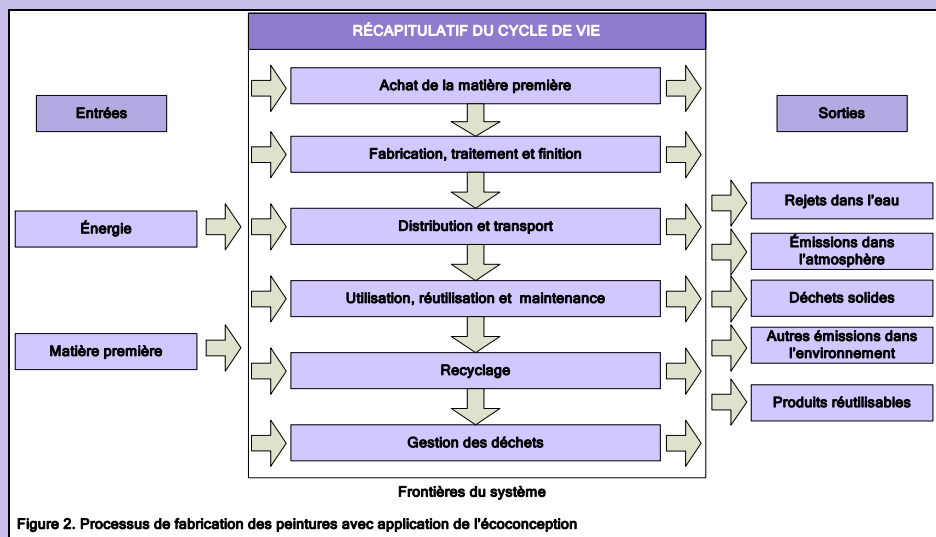 RÉCAPITULATIF DU CYCLE DE VIE
Entrées
Énergie
Matière première
Achat de la matière première
Fabrication, traitement et finition
Distribution et transport
Utilisation, réutilisation et maintenance
Recyclage
Gestion des déchets
Frontières du système
Sorties
Rejets dans l'eau
Émissions dans
l'atmosphère
Déchets solides
Autres émissions dans
l'environnement
Produits réutilisables
Figure 2. Processus de fabrication des peintures avec application de l'écoconception